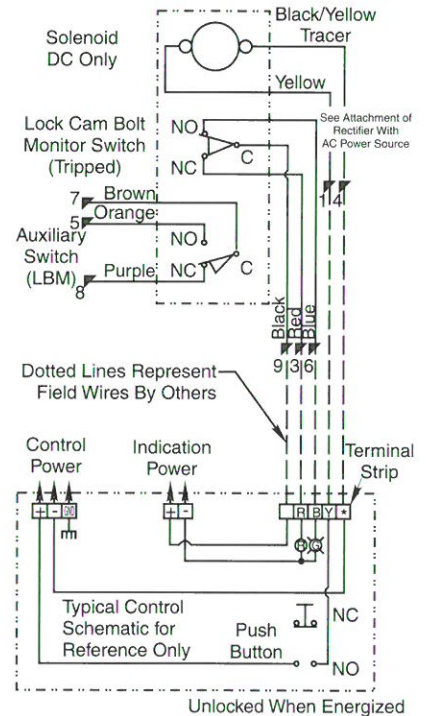 Black/Yellow
Tracer
Solenoid
DC Only
Yellow
See Attachment of
Rectifier With
AC Power Source
Lock Cam Bolt
Monitor Switch
(Tripped)
NO
NC
C
1 4
7 Brown
5 Orange
Auxiliary
Switch
(LBM)
NO
NC
C
8 Purple
Black
Red
Blue
9 3 6
Dotted Lines Represent
Field Wires By Others
Control
Power
Indication
Power
Terminal
Strip
+ -
+ -
R B Y *
R G
Typical Control
Schematic for
Reference Only
Push
Button
NC
NO
Unlocked When Energized